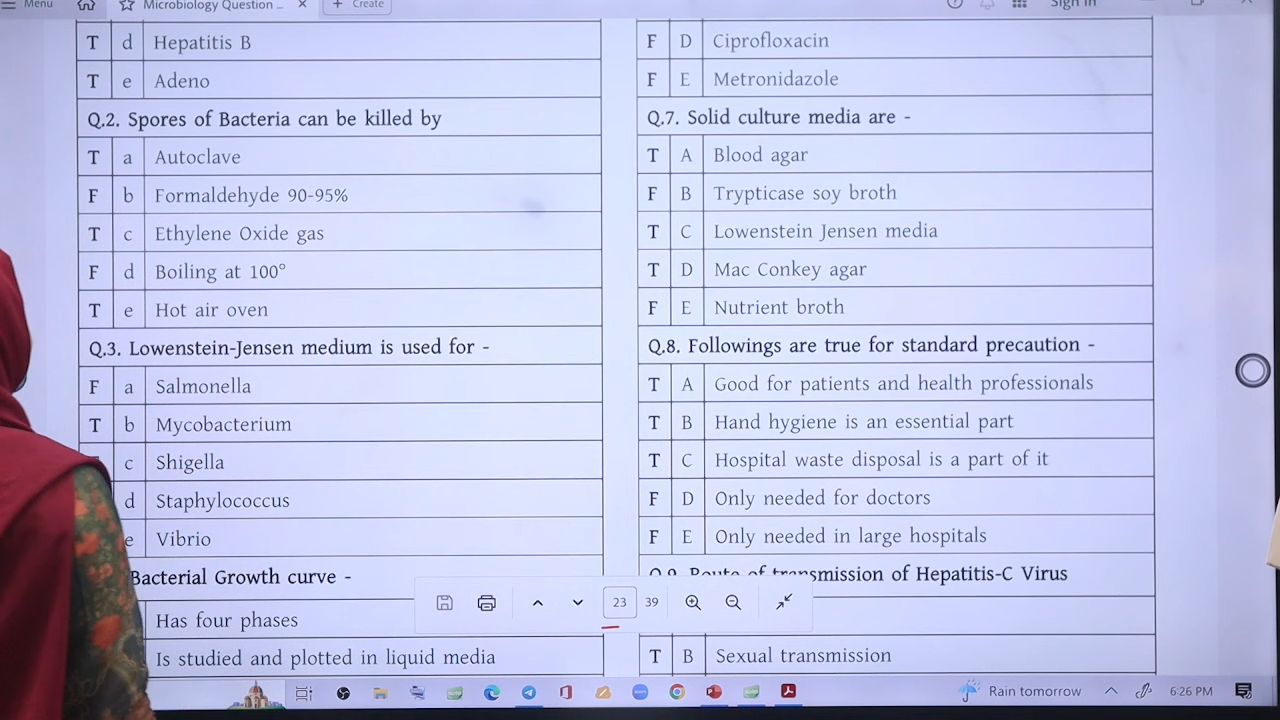 Menu
Microbiology Question ...
+ Create
Sign in
T d Hepatitis B
T e Adeno
Q.2. Spores of Bacteria can be killed by
T a Autoclave
F b Formaldehyde 90-95%
T c Ethylene Oxide gas
F d Boiling at 100°
T e Hot air oven
Q.3. Lowenstein-Jensen medium is used for -
F a Salmonella
T b Mycobacterium
c Shigella
d Staphylococcus
e Vibrio
Bacterial Growth curve -
Has four phases
Is studied and plotted in liquid media
F D Ciprofloxacin
F E Metronidazole
Q.7. Solid culture media are -
T A Blood agar
F B Trypticase soy broth
T C Lowenstein Jensen media
T D Mac Conkey agar
F E Nutrient broth
Q.8. Followings are true for standard precaution -
T A Good for patients and health professionals
T B Hand hygiene is an essential part
T C Hospital waste disposal is a part of it
F D Only needed for doctors
F E Only needed in large hospitals
Q.9. Route of transmission of Hepatitis-C Virus
T B Sexual transmission
23 39
Rain tomorrow
6:26 PM